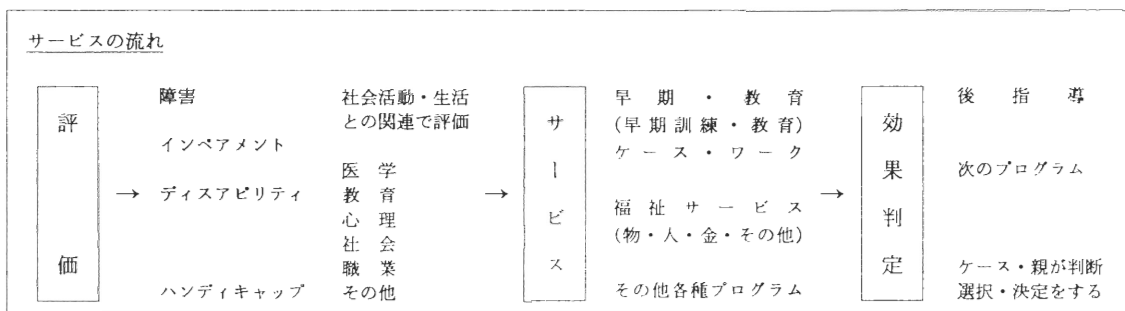 サービスの流れ
評価
→
障害
インペアメント
ディスアビリティ
ハンディキャップ
社会活動・生活
との関連で評価
医学
教育
心理
社会
職業
その他
→
サービス
早期・教育
(早期訓練・教育)
ケース・ワーク
福祉サービス
(物・人・金・その他)
その他各種プログラム
→
効果判定
後指導
次のプログラム
ケース・親が判断
選択・決定をする